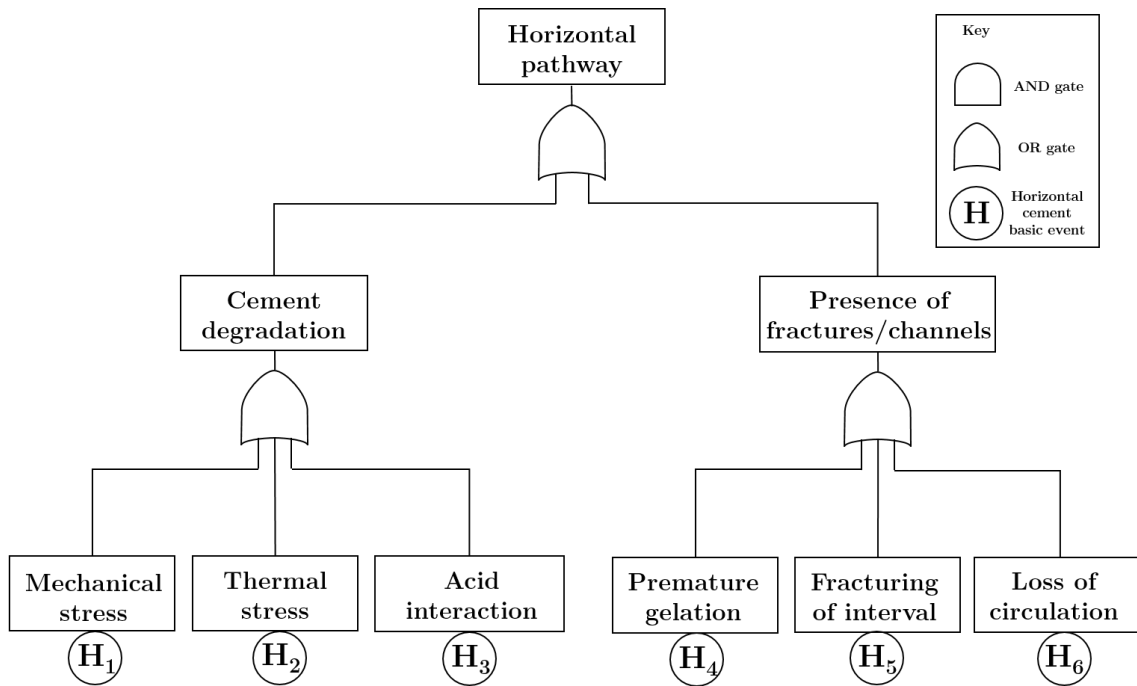 Horizontal
pathway
Key
AND gate
OR gate
H
Horizontal
cement
basic event
Cement
degradation
Presence of
fractures/channels
Mechanical
stress
Thermal
stress
Acid
interaction
Premature
gelation
Fracturing
of interval
Loss of
circulation
H₁
H₂
H₃
H₄
H₅
H₆